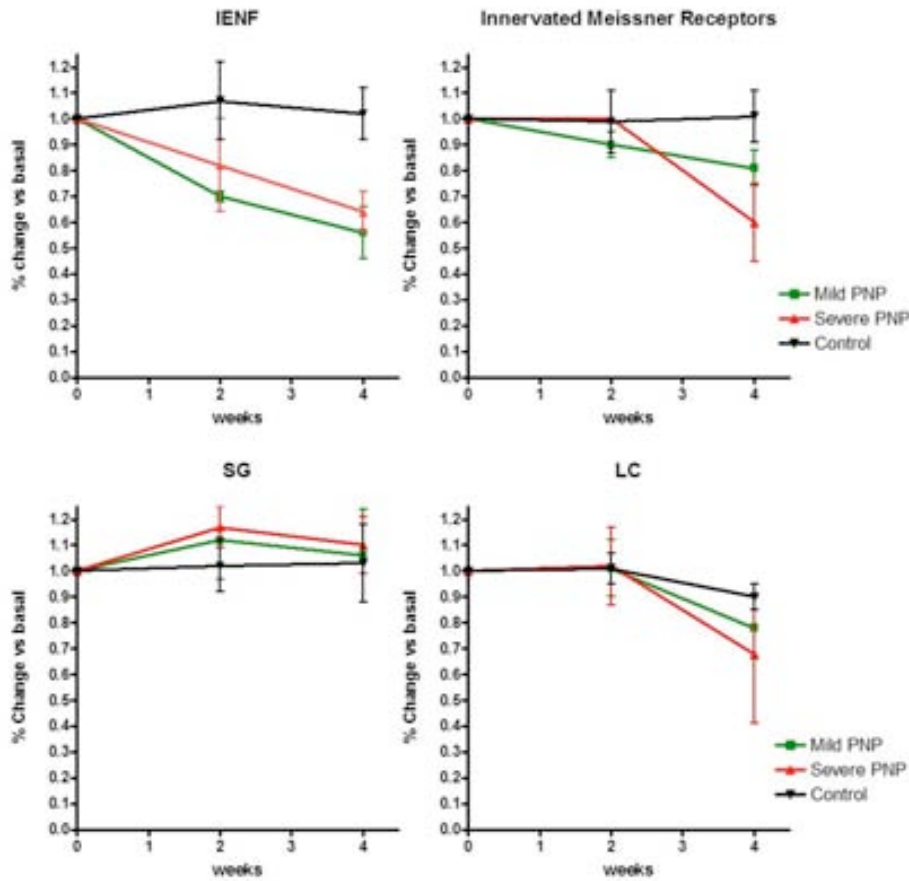 IENF
Innervated Meissner Receptors
% change vs basal
1.2
1.1
1.0
0.9
0.8
0.7
0.6
0.5
0.4
0.3
0.2
0.1
0.0
0 1 2 3 4
weeks
% Change vs basal
1.2
1.1
1.0
0.9
0.8
0.7
0.6
0.5
0.4
0.3
0.2
0.1
0.0
0 1 2 3 4
weeks
Mild PNP
Severe PNP
Control
SG
LC
% Change vs basal
1.2
1.1
1.0
0.9
0.8
0.7
0.6
0.5
0.4
0.3
0.2
0.1
0.0
0 1 2 3 4
weeks
% Change vs basal
1.2
1.1
1.0
0.9
0.8
0.7
0.6
0.5
0.4
0.3
0.2
0.1
0.0
0 1 2 3 4
weeks
Mild PNP
Severe PNP
Control